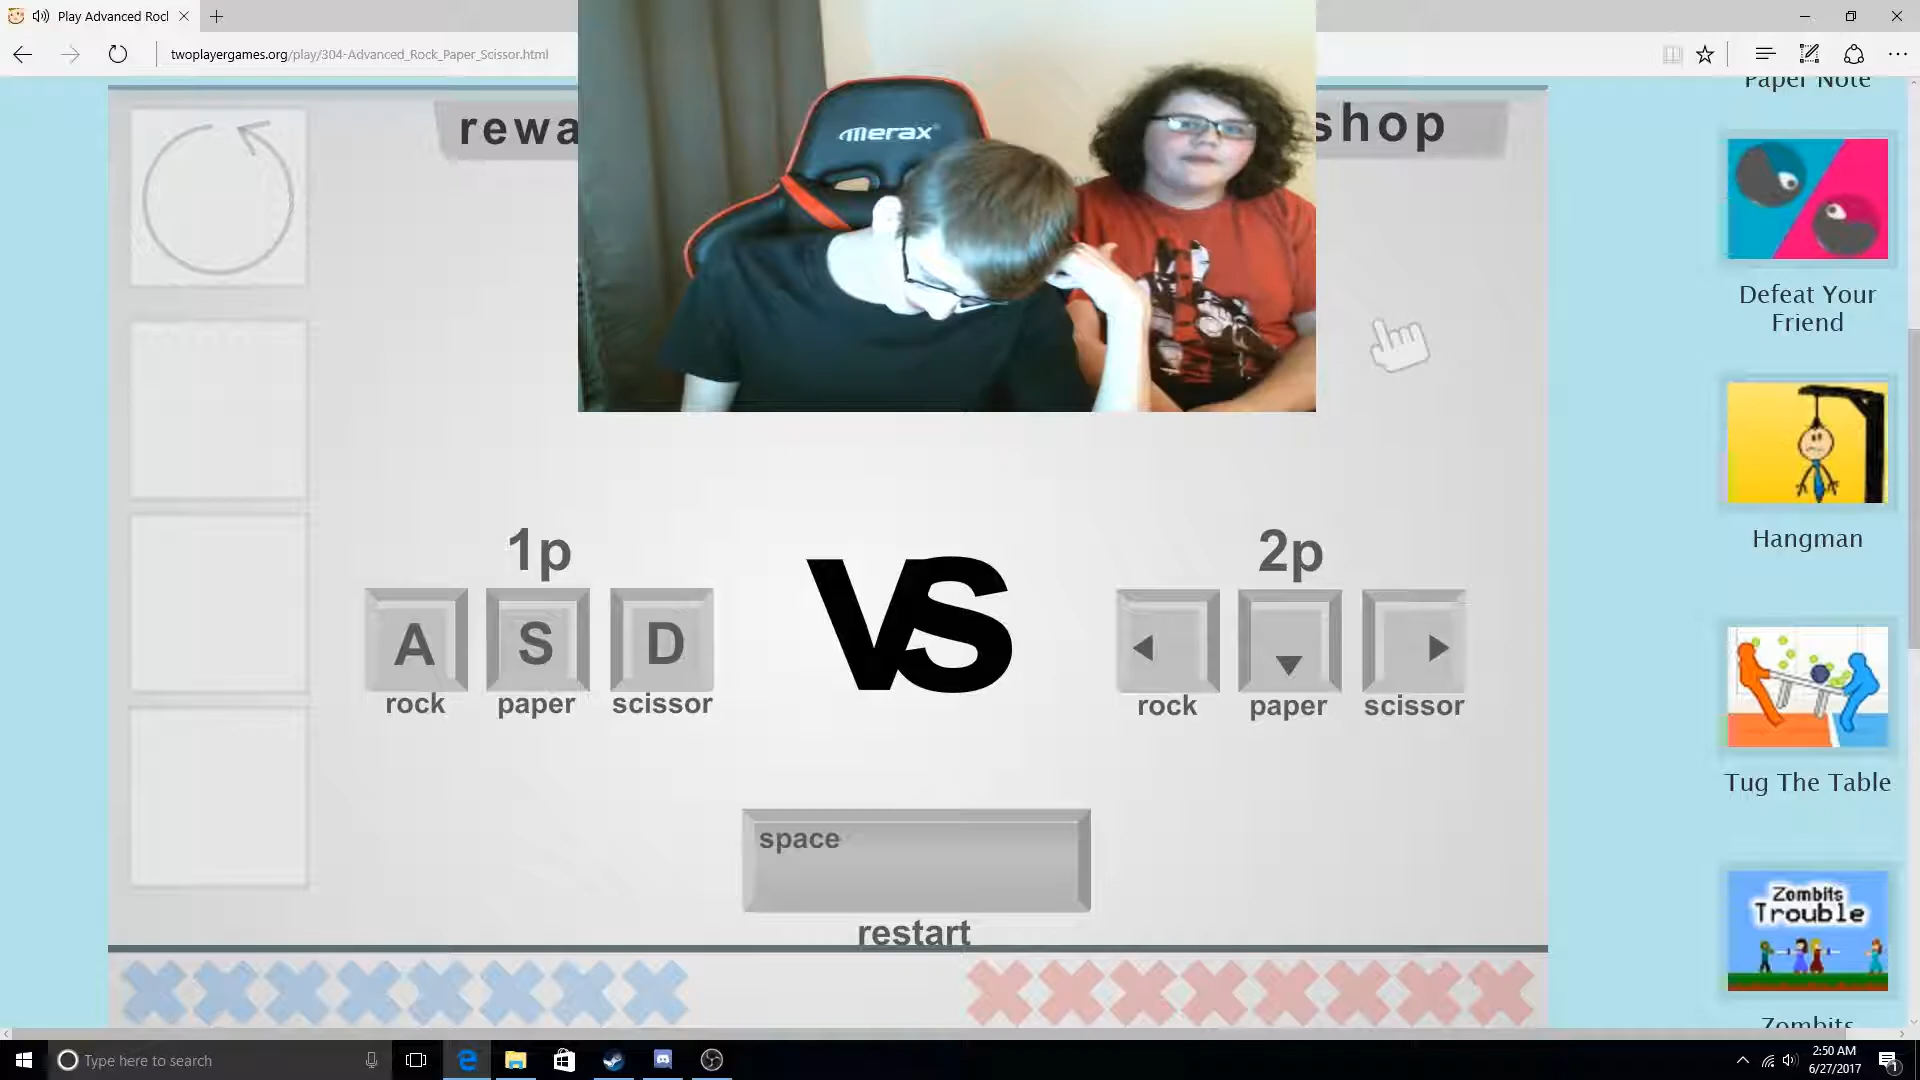 Play Advanced Rocl
twoplayergames.org/play/304-Advanced_Rock_Paper_Scissor.html
Paper Note
rewa
shop
merax
Defeat Your
Friend
Hangman
1p
VS
2p
A
S
D
rock
paper
scissor
rock
paper
scissor
Tug The Table
space
restart
Zombits
Trouble
Zombits
Type here to search
2:50 AM
6/27/2017
1